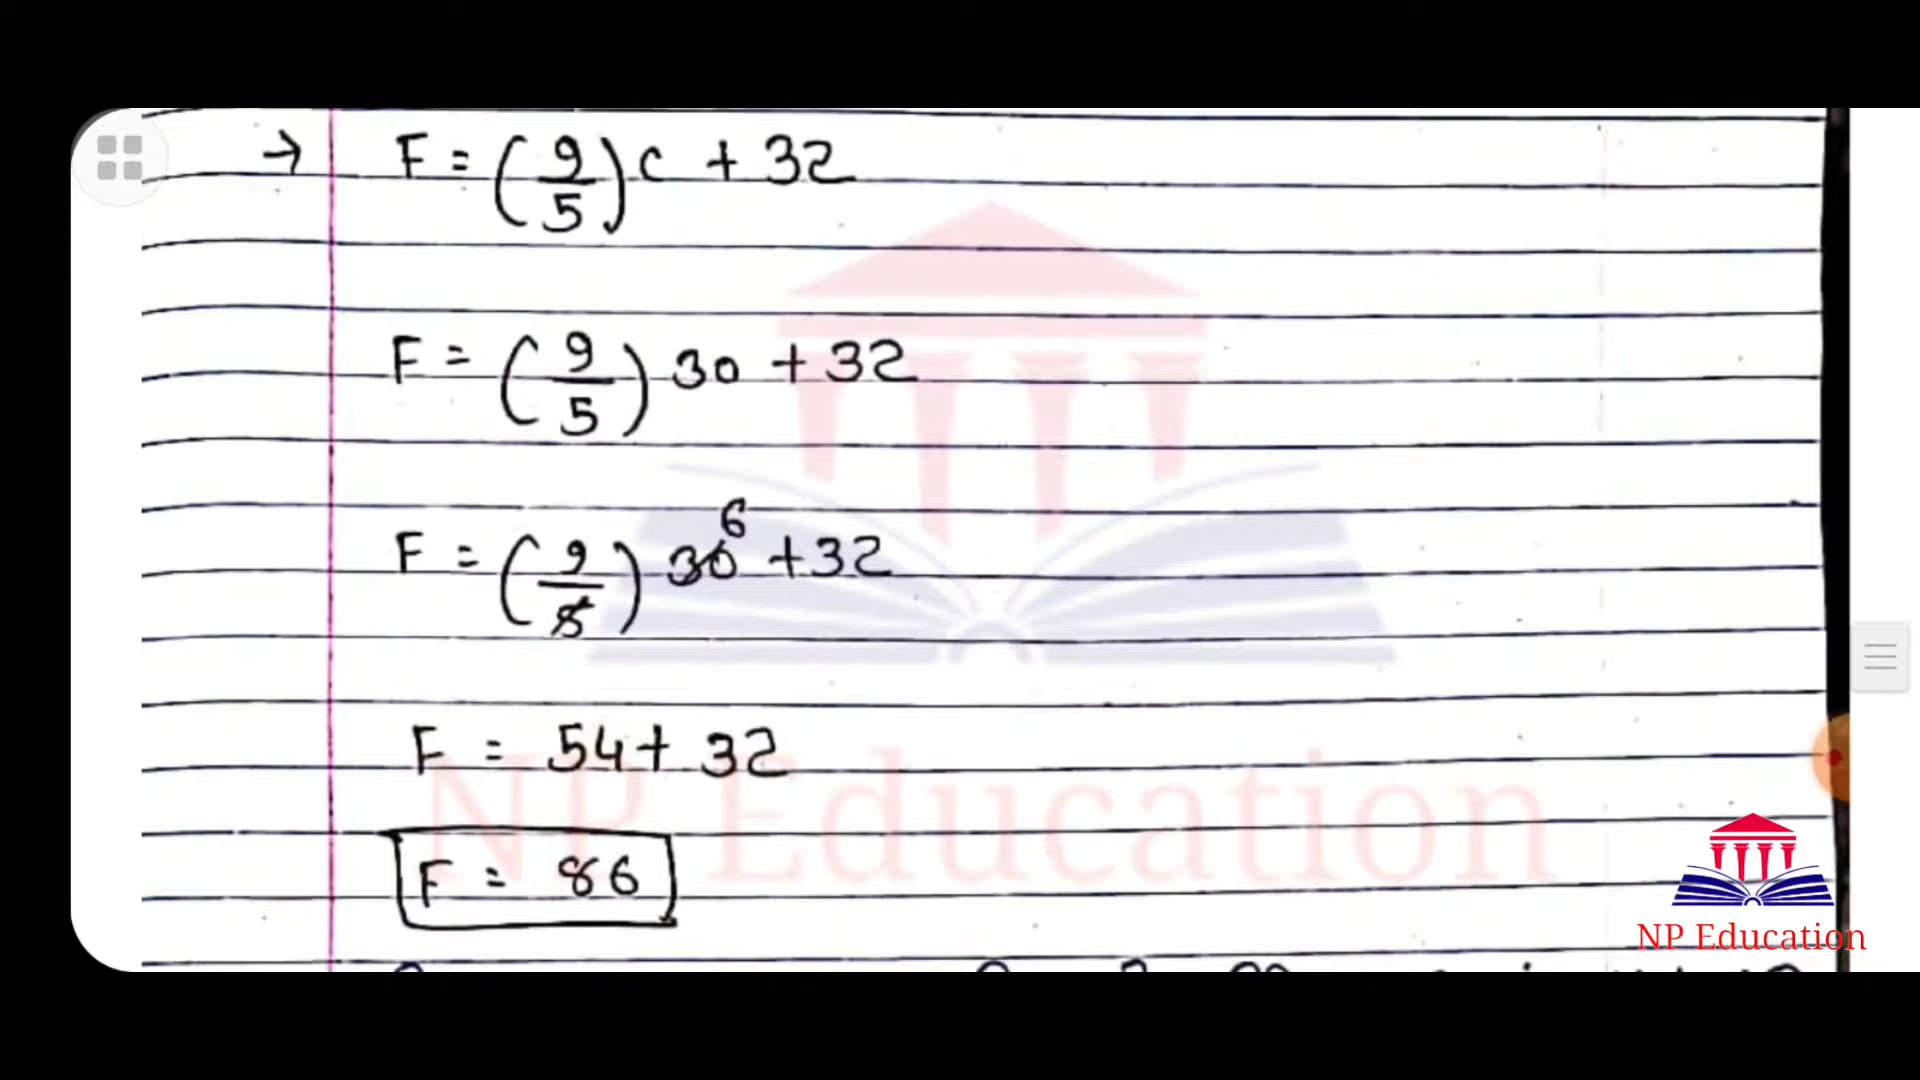 → F = (9/5) C + 32
F = (9/5) 30 + 32
F = (9/5) 30 6 + 32
F = 54 + 32
F = 86
NP Education
NP Education